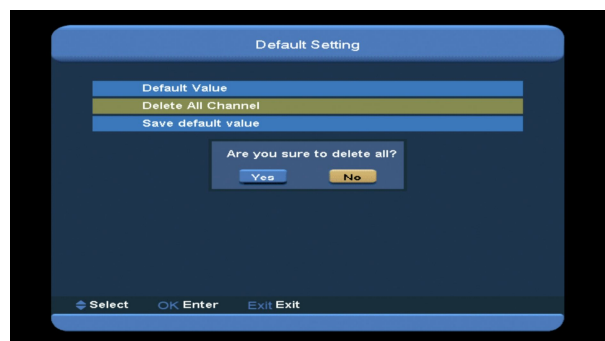 Default Setting
Default Value
Delete All Channel
Save default value
Are you sure to delete all?
Yes No
Select OK Enter Exit Exit